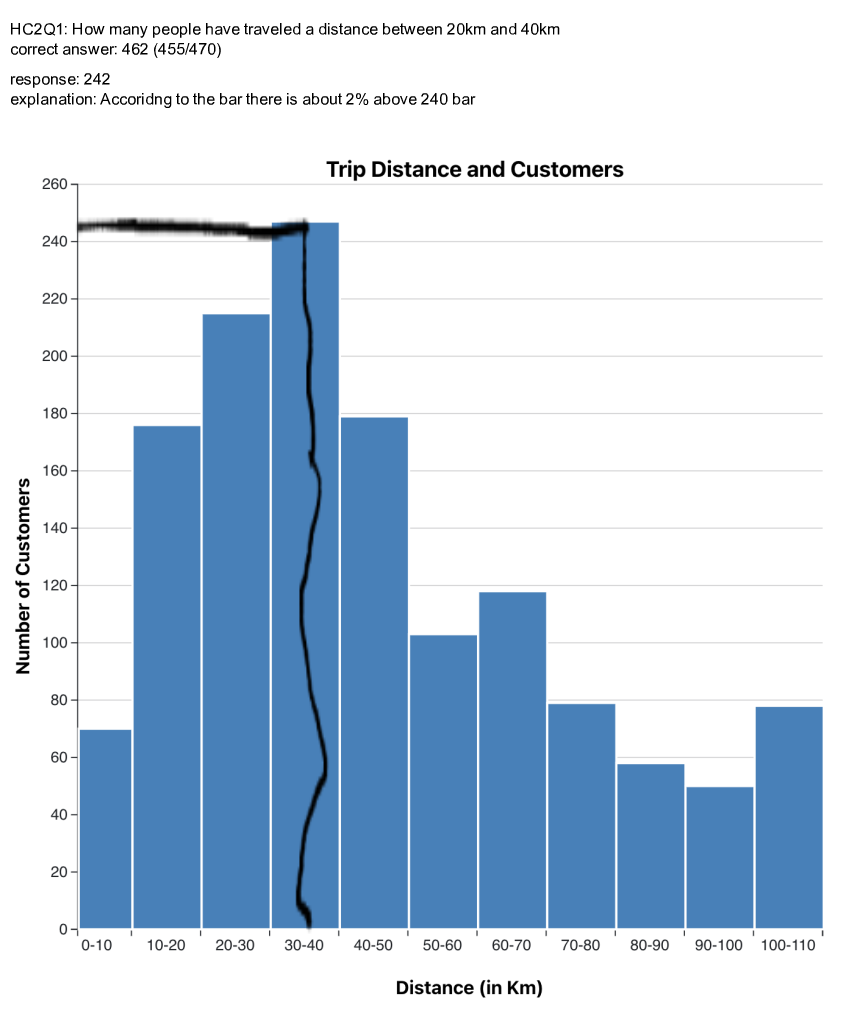 HC2Q1: How many people have traveled a distance between 20km and 40km
correct answer: 462 (455/470)
response: 242
explanation: Accoridng to the bar there is about 2% above 240 bar
Trip Distance and Customers
260
240
220
200
180
160
140
120
100
80
60
40
20
0
Number of Customers
0-10 10-20 20-30 30-40 40-50 50-60 60-70 70-80 80-90 90-100 100-110
Distance (in Km)